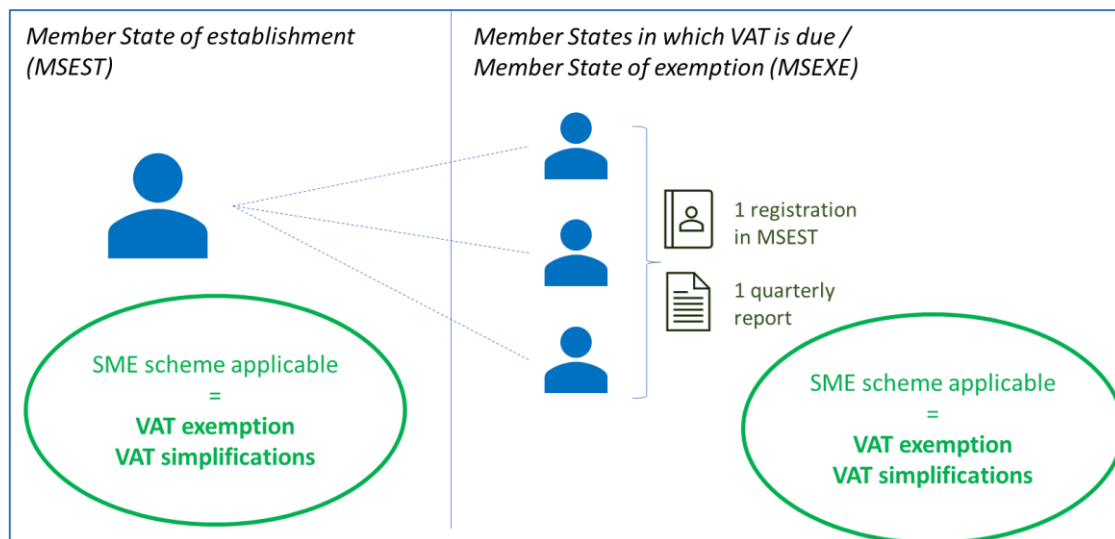 Member State of establishment
(MSEST)
Member States in which VAT is due /
Member State of exemption (MSEXE)
1 registration
in MSEST
1 quarterly
report
SME scheme applicable
=
VAT exemption
VAT simplifications
SME scheme applicable
=
VAT exemption
VAT simplifications